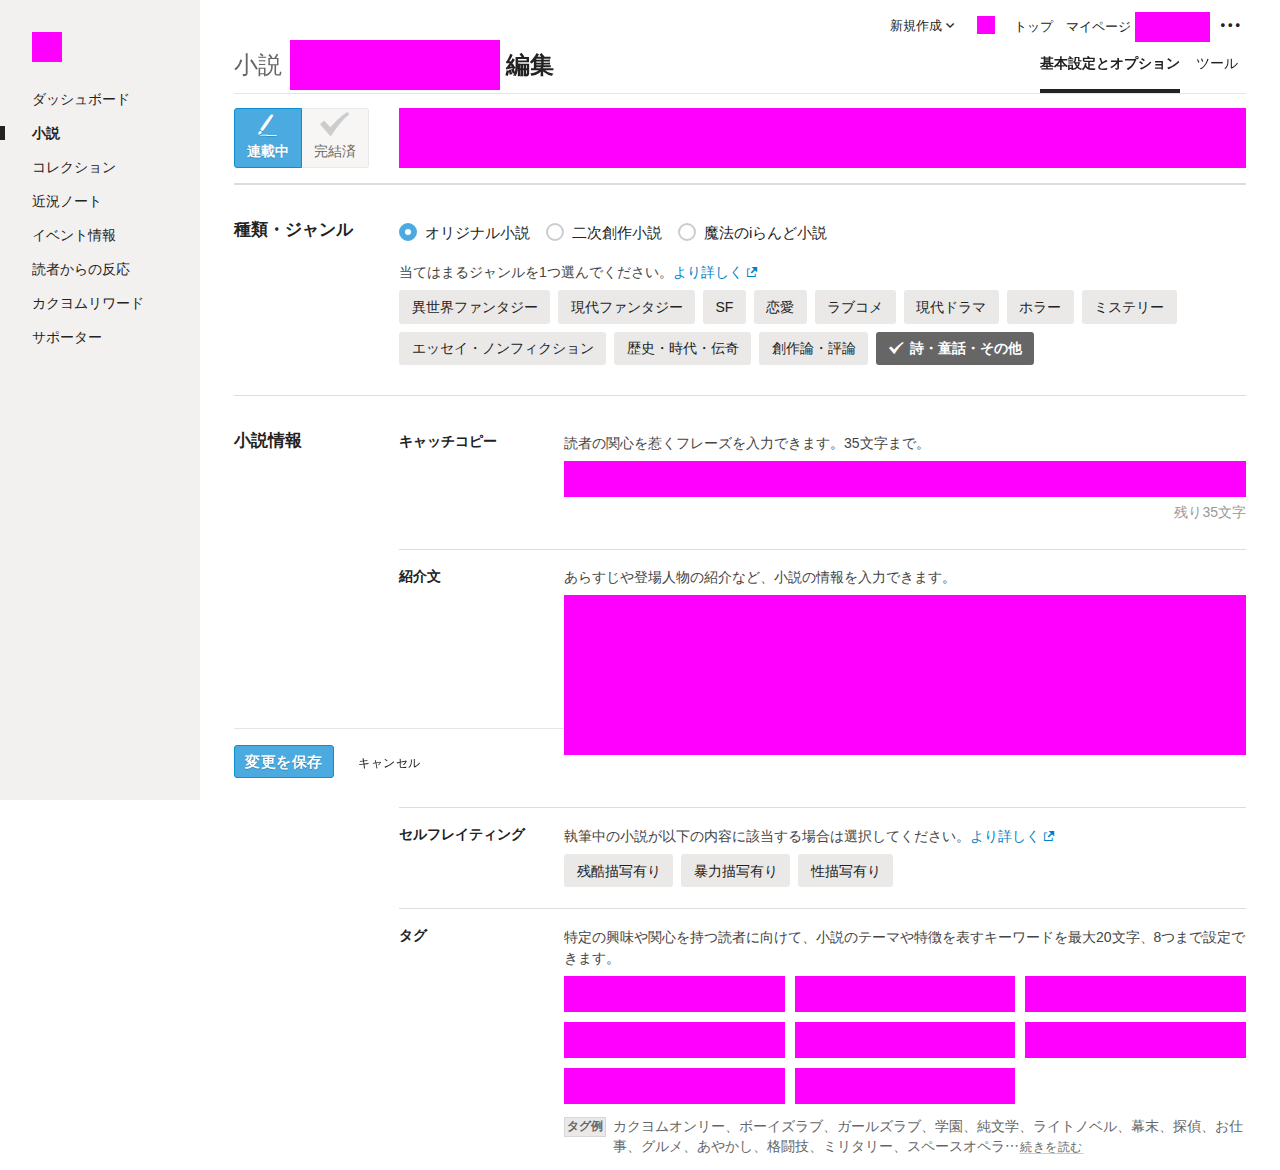 新規作成 トップ マイページ
小説 編集
基本設定とオプション ツール
ダッシュボード
小説
コレクション
近況ノート
イベント情報
読者からの反応
カクヨムリワード
サポーター
連載中 完結済
種類・ジャンル
オリジナル小説 二次創作小説 魔法のiらんど小説
当てはまるジャンルを1つ選んでください。より詳しく
異世界ファンタジー 現代ファンタジー SF 恋愛 ラブコメ 現代ドラマ ホラー ミステリー
エッセイ・ノンフィクション 歴史・時代・伝奇 創作論・評論 詩・童話・その他
小説情報
キャッチコピー
読者の関心を惹くフレーズを入力できます。35文字まで。
残り35文字
紹介文
あらすじや登場人物の紹介など、小説の情報を入力できます。
変更を保存 キャンセル
セルフレイティング
執筆中の小説が以下の内容に該当する場合は選択してください。より詳しく
残酷描写有り 暴力描写有り 性描写有り
タグ
特定の興味や関心を持つ読者に向けて、小説のテーマや特徴を表すキーワードを最大20文字、8つまで設定で
きます。
タグ例 カクヨムオンリー、ボーイズラブ、ガールズラブ、学園、純文学、ライトノベル、幕末、探偵、お仕
事、グルメ、あやかし、格闘技、ミリタリー、スペースオペラ…続きを読む